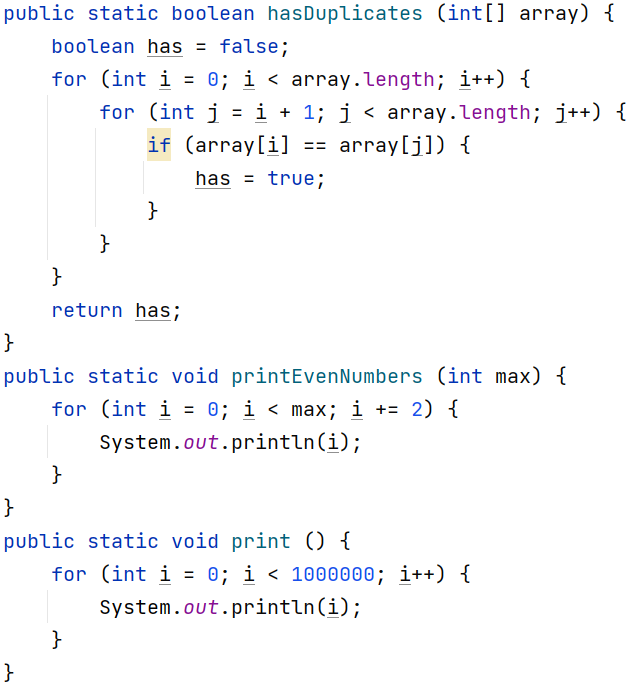 public static boolean hasDuplicates (int[] array) {
    boolean has = false;
    for (int i = 0; i < array.length; i++) {
        for (int j = i + 1; j < array.length; j++) {
            if (array[i] == array[j]) {
                has = true;
            }
        }
    }
    return has;
}
public static void printEvenNumbers (int max) {
    for (int i = 0; i < max; i += 2) {
        System.out.println(i);
    }
}
public static void print () {
    for (int i = 0; i < 1000000; i++) {
        System.out.println(i);
    }
}